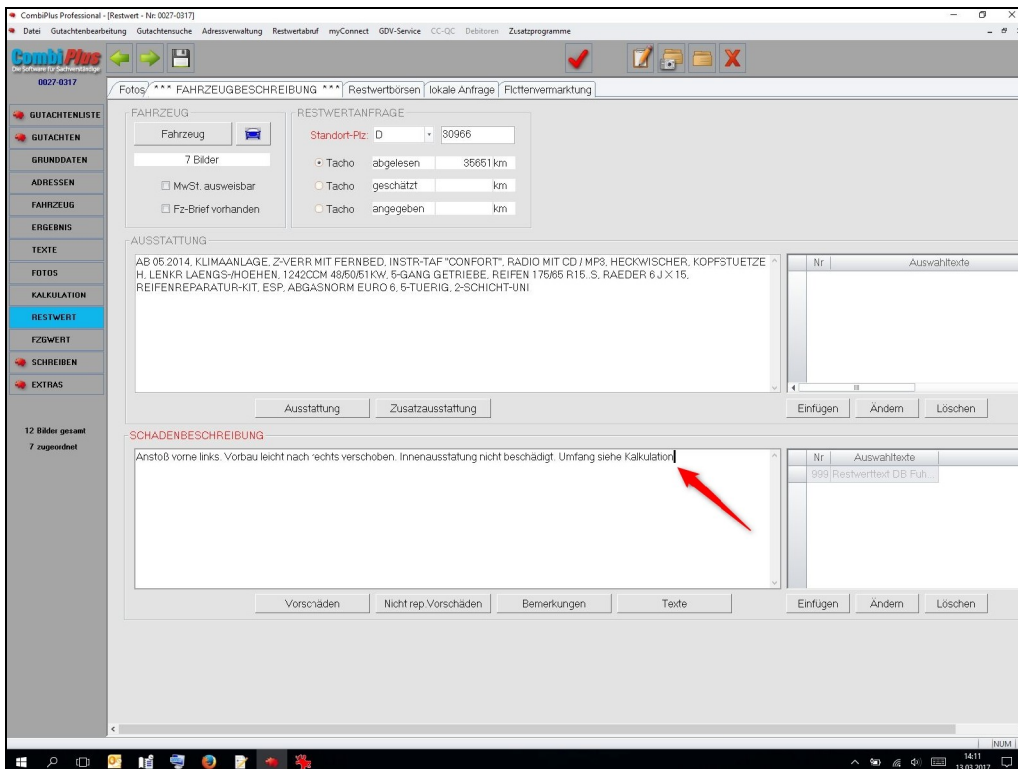 CombiPlus Professional - [Restwert - Nr: 0027-0317]
Datei Gutachtenbearbeitung Gutachtensuche Adressverwaltung Restwertabruf myConnect GDV-Service CC-QC Debitoren Zusatzprogramme
CombiPlus
0027-0317
Fotos *** FAHRZEUGBESCHREIBUNG *** Restwertbörsen lokale Anfrage Flottenvermarktung
GUTACHTENLISTE
GUTACHTEN
GRUNDDATEN
ADRESSEN
FAHRZEUG
ERGEBNIS
TEXTE
FOTOS
KALKULATION
RESTWERT
FZGWERT
SCHREIBEN
EXTRAS
12 Bilder gesamt
7 zugeordnet
FAHRZEUG
Fahrzeug
7 Bilder
MwSt. ausweisbar
Fz-Brief vorhanden
RESTWERTANFRAGE
Standort-Plz: D 30966
Tacho abgelesen 35651 km
Tacho geschätzt km
Tacho angegeben km
AUSSTATTUNG
AB 05.2014, KLIMAANLAGE, Z-VERR MIT FERNBED, INSTR-TAF "CONFORT", RADIO MIT CD / MP3, HECKWISCHER, KOPFSTUETZE
H, LENKR LAENGS-/HOEHEN, 1242CCM 48/50/51KW, 5-GANG GETRIEBE, REIFEN 175/65 R15..S, RAEDER 6 J X 15,
REIFENREPARATUR-KIT, ESP, ABGASNORM EURO 6, 5-TUERIG, 2-SCHICHT-UNI
Nr Auswahltexte
Ausstattung Zusatzausstattung
Einfügen Ändern Löschen
SCHADENBESCHREIBUNG
Anstoß vorne links. Vorbau leicht nach rechts verschoben. Innenausstatung nicht beschädigt. Umfang siehe Kalkulation
Nr Auswahltexte
999 Restwerttext DB Fuh...
Vorschäden Nicht rep.Vorschäden Bemerkungen Texte
Einfügen Ändern Löschen
NUM
14:11
13.03.2017